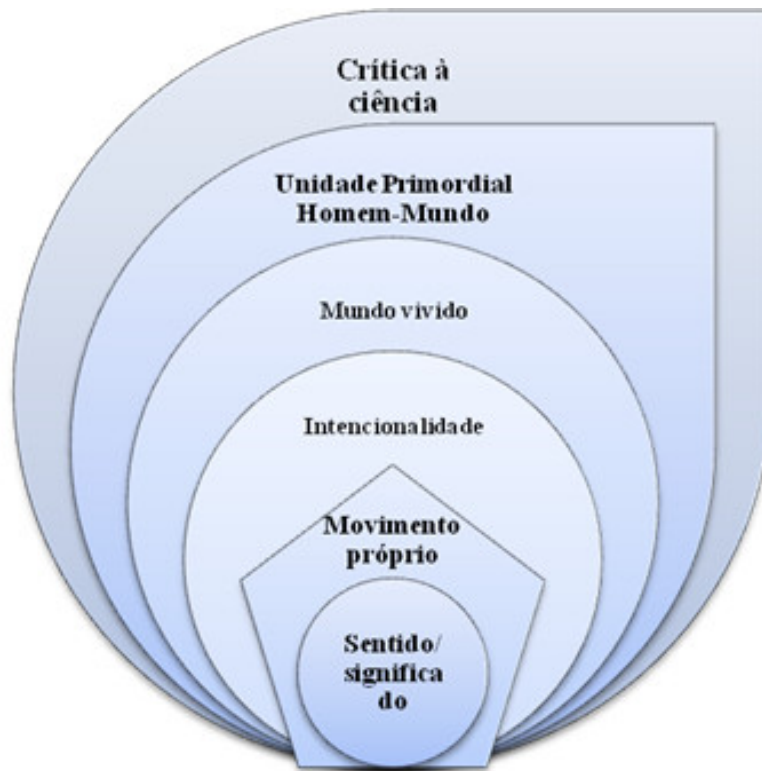 Crítica à
ciência
Unidade Primordial
Homem-Mundo
Mundo vivido
Intencionalidade
Movimento
próprio
Sentido/
significa
do